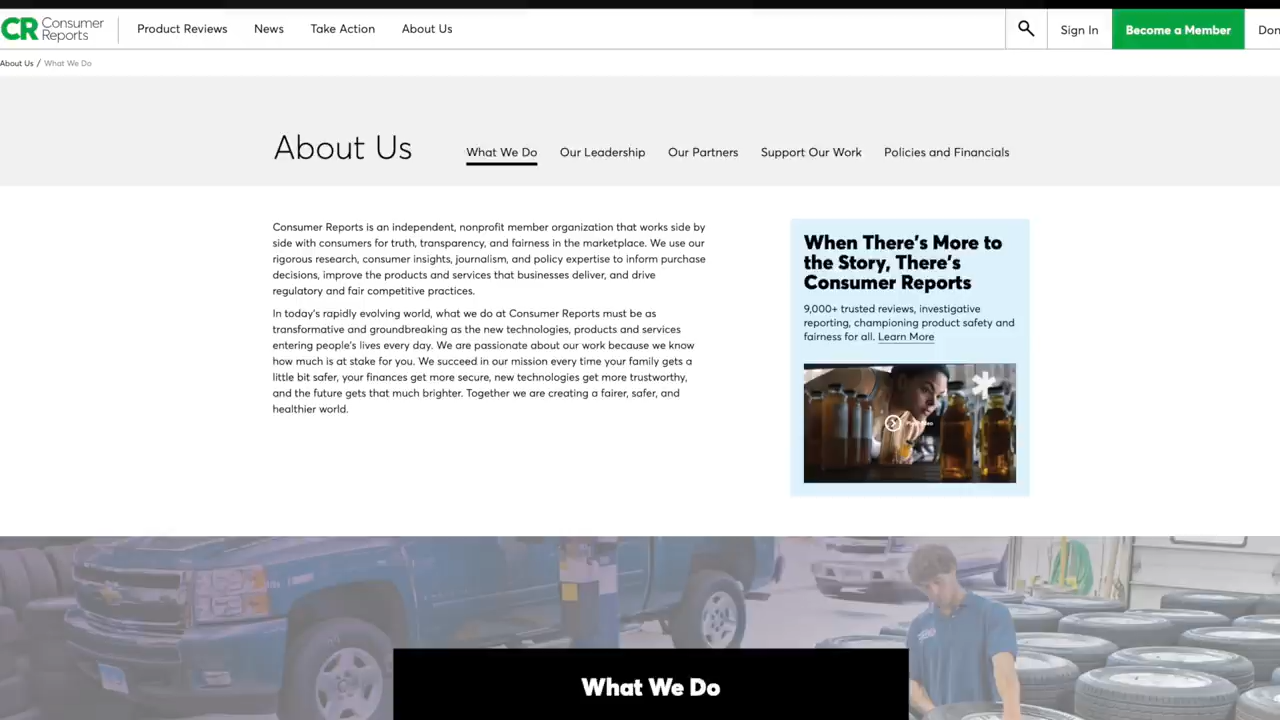 CR Consumer Reports
Product Reviews
News
Take Action
About Us
Sign In
Become a Member
About Us / What We Do
About Us
What We Do
Our Leadership
Our Partners
Support Our Work
Policies and Financials
Consumer Reports is an independent, nonprofit member organization that works side by
side with consumers for truth, transparency, and fairness in the marketplace. We use our
rigorous research, consumer insights, journalism, and policy expertise to inform purchase
decisions, improve the products and services that businesses deliver, and drive
regulatory and fair competitive practices.
In today's rapidly evolving world, what we do at Consumer Reports must be as
transformative and groundbreaking as the new technologies, products and services
entering people's lives every day. We are passionate about our work because we know
how much is at stake for you. We succeed in our mission every time your family gets a
little bit safer, your finances get more secure, new technologies get more trustworthy,
and the future gets that much brighter. Together we are creating a fairer, safer, and
healthier world.
When There's More to
the Story, There's
Consumer Reports
9,000+ trusted reviews, investigative
reporting, championing product safety and
fairness for all. Learn More
What We Do